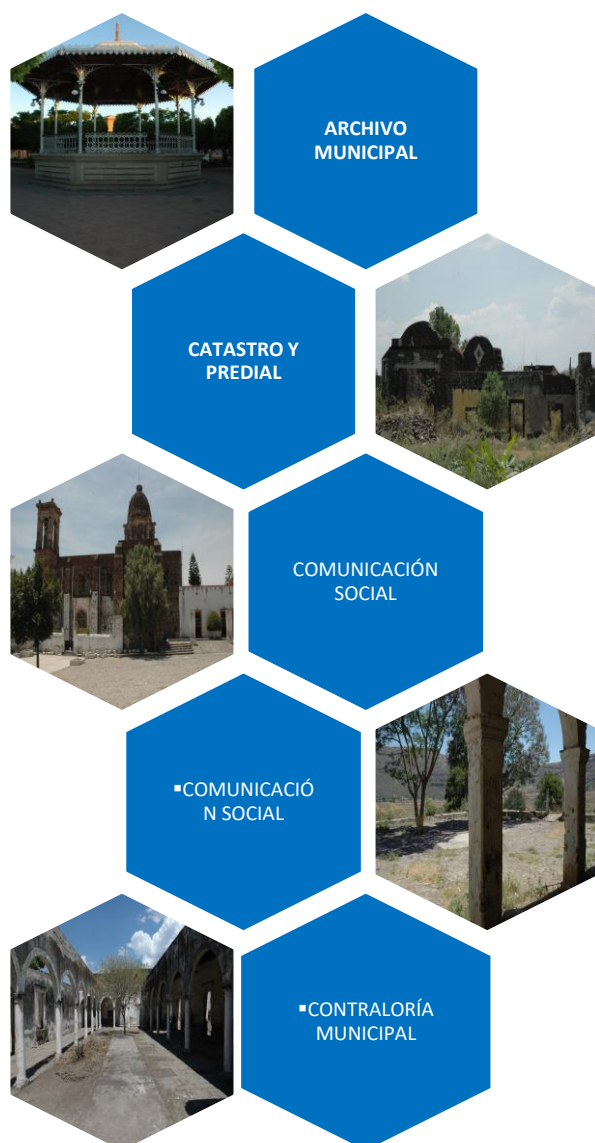 ARCHIVO
MUNICIPAL
CATASTRO Y
PREDIAL
COMUNICACIÓN
SOCIAL
▪COMUNICACIÓ
N SOCIAL
▪CONTRALORÍA
MUNICIPAL